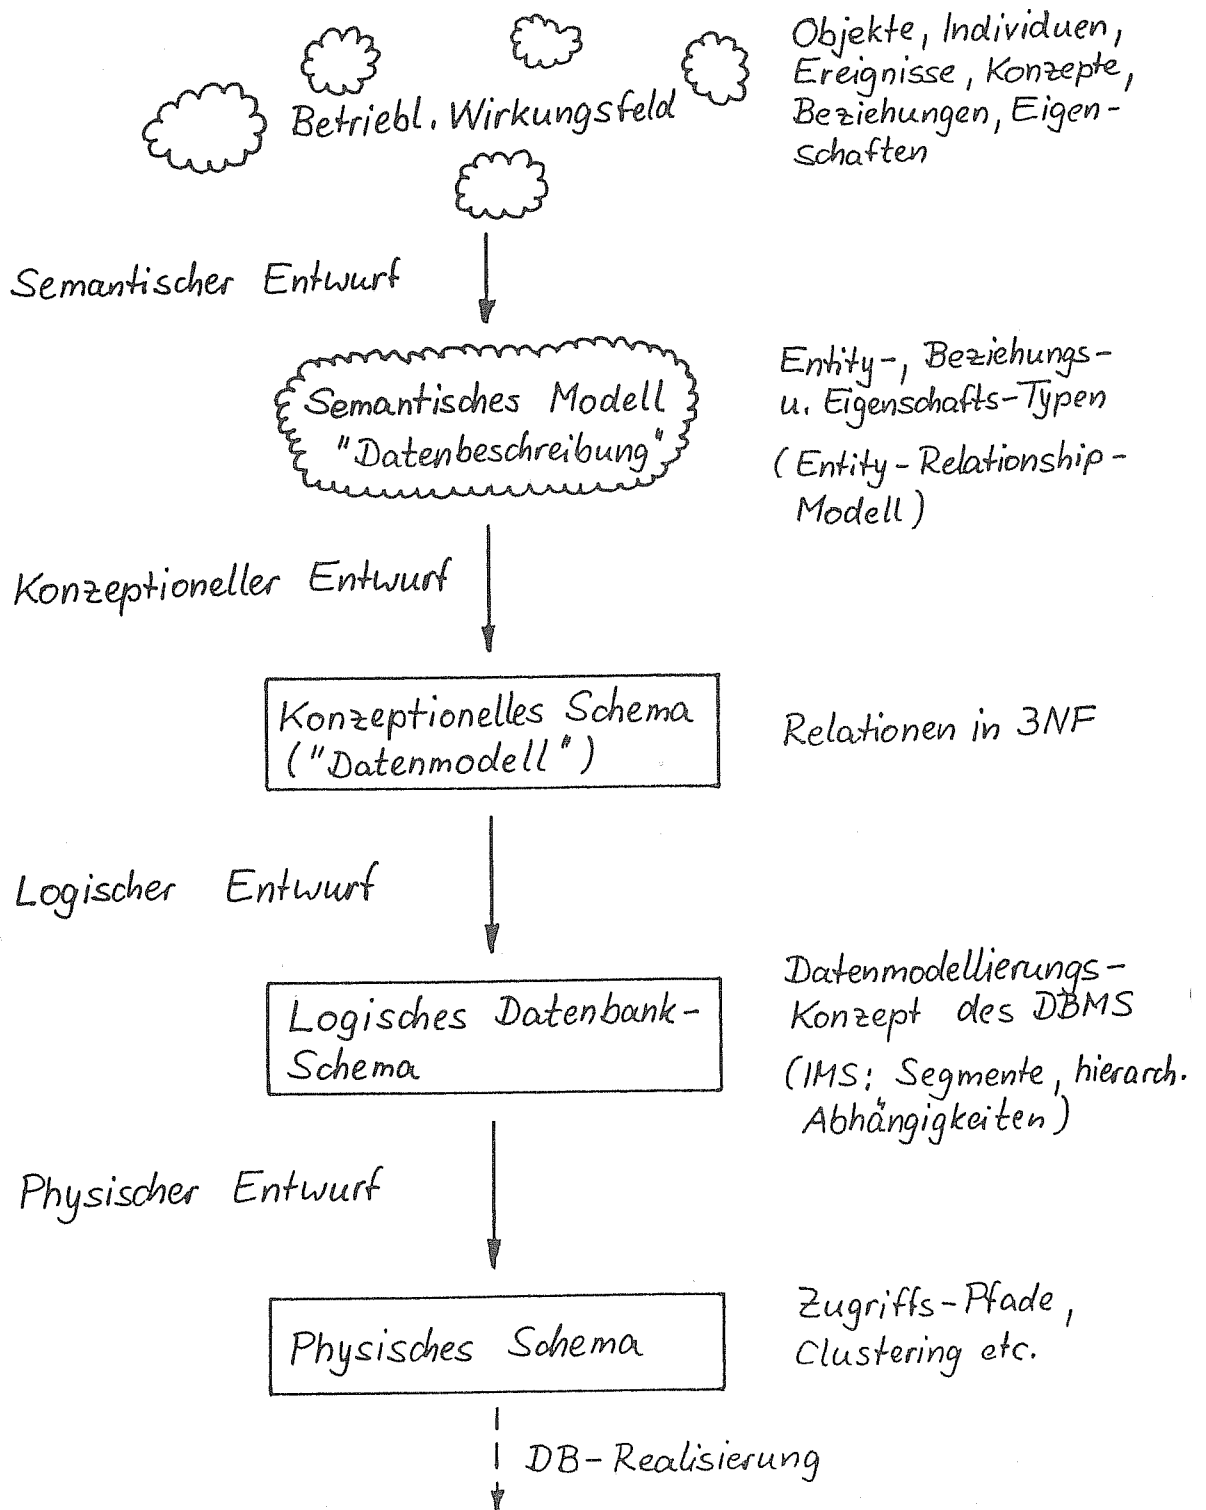 Objekte, Individuen,
Ereignisse, Konzepte,
Beziehungen, Eigen-
schaften
Betriebl. Wirkungsfeld
Semantischer Entwurf
Semantisches Modell
"Datenbeschreibung"
Entity-, Beziehungs-
u. Eigenschafts-Typen
(Entity-Relationship-
Modell)
Konzeptioneller Entwurf
Konzeptionelles Schema
("Datenmodell")
Relationen in 3NF
Logischer Entwurf
Logisches Datenbank-
Schema
Datenmodellierungs-
Konzept des DBMS
(IMS: Segmente, hierarch.
Abhängigkeiten)
Physischer Entwurf
Physisches Schema
Zugriffs-Pfade,
Clustering etc.
DB-Realisierung